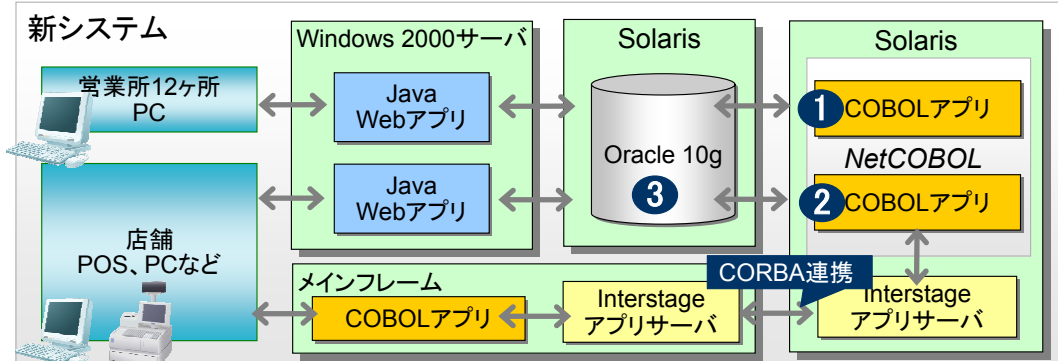 新システム
営業所12ヶ所
PC
店舗
POS、PCなど
Windows 2000サーバ
Java
Webアプリ
Java
Webアプリ
Solaris
Oracle 10g
3
Solaris
1
COBOLアプリ
NetCOBOL
2
COBOLアプリ
CORBA連携
Interstage
アプリサーバ
メインフレーム
COBOLアプリ
Interstage
アプリサーバ